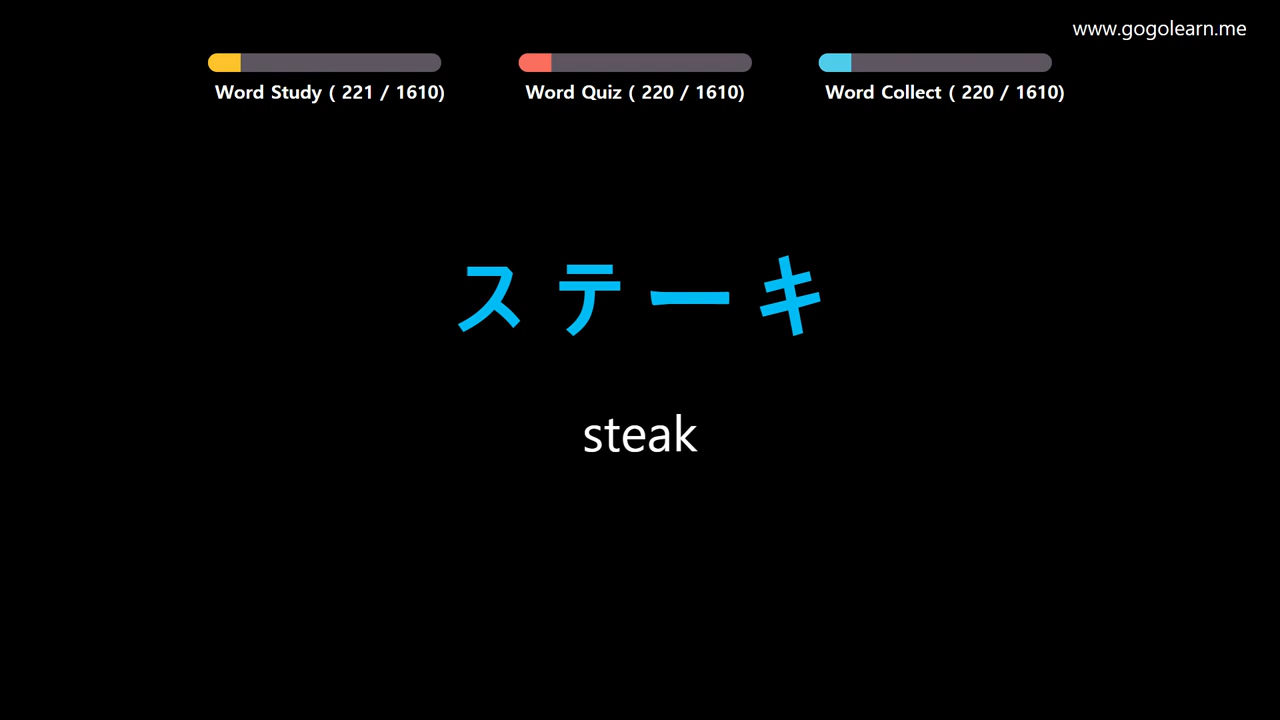 www.gogolearn.me
Word Study ( 221 / 1610)
Word Quiz ( 220 / 1610)
Word Collect ( 220 / 1610)
ステーキ
steak